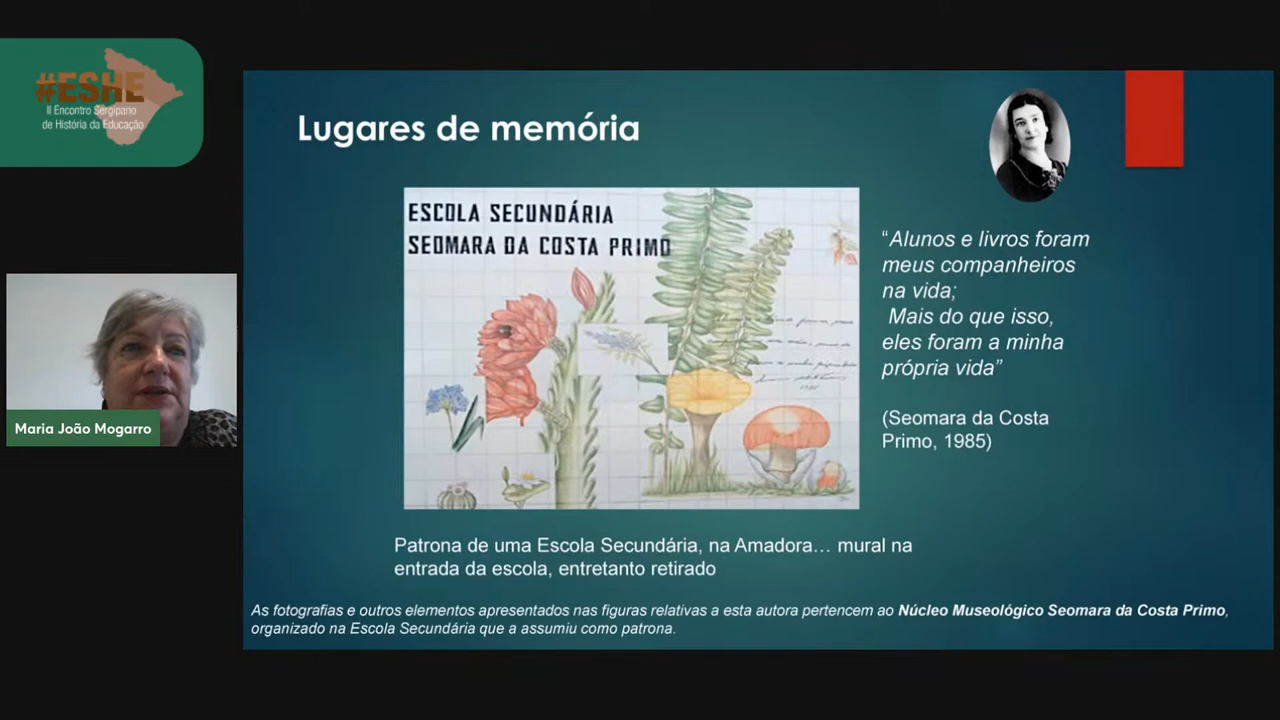 #ESHE
II Encontro Sergipano
de História da Educação
Lugares de memória
ESCOLA SECUNDÁRIA
SEOMARA DA COSTA PRIMO
“Alunos e livros foram
meus companheiros
na vida;
Mais do que isso,
eles foram a minha
própria vida”
(Seomara da Costa
Primo, 1985)
Maria João Mogarro
Patrona de uma Escola Secundária, na Amadora… mural na
entrada da escola, entretanto retirado
As fotografias e outros elementos apresentados nas figuras relativas a esta autora pertencem ao Núcleo Museológico Seomara da Costa Primo,
organizado na Escola Secundária que a assumiu como patrona.